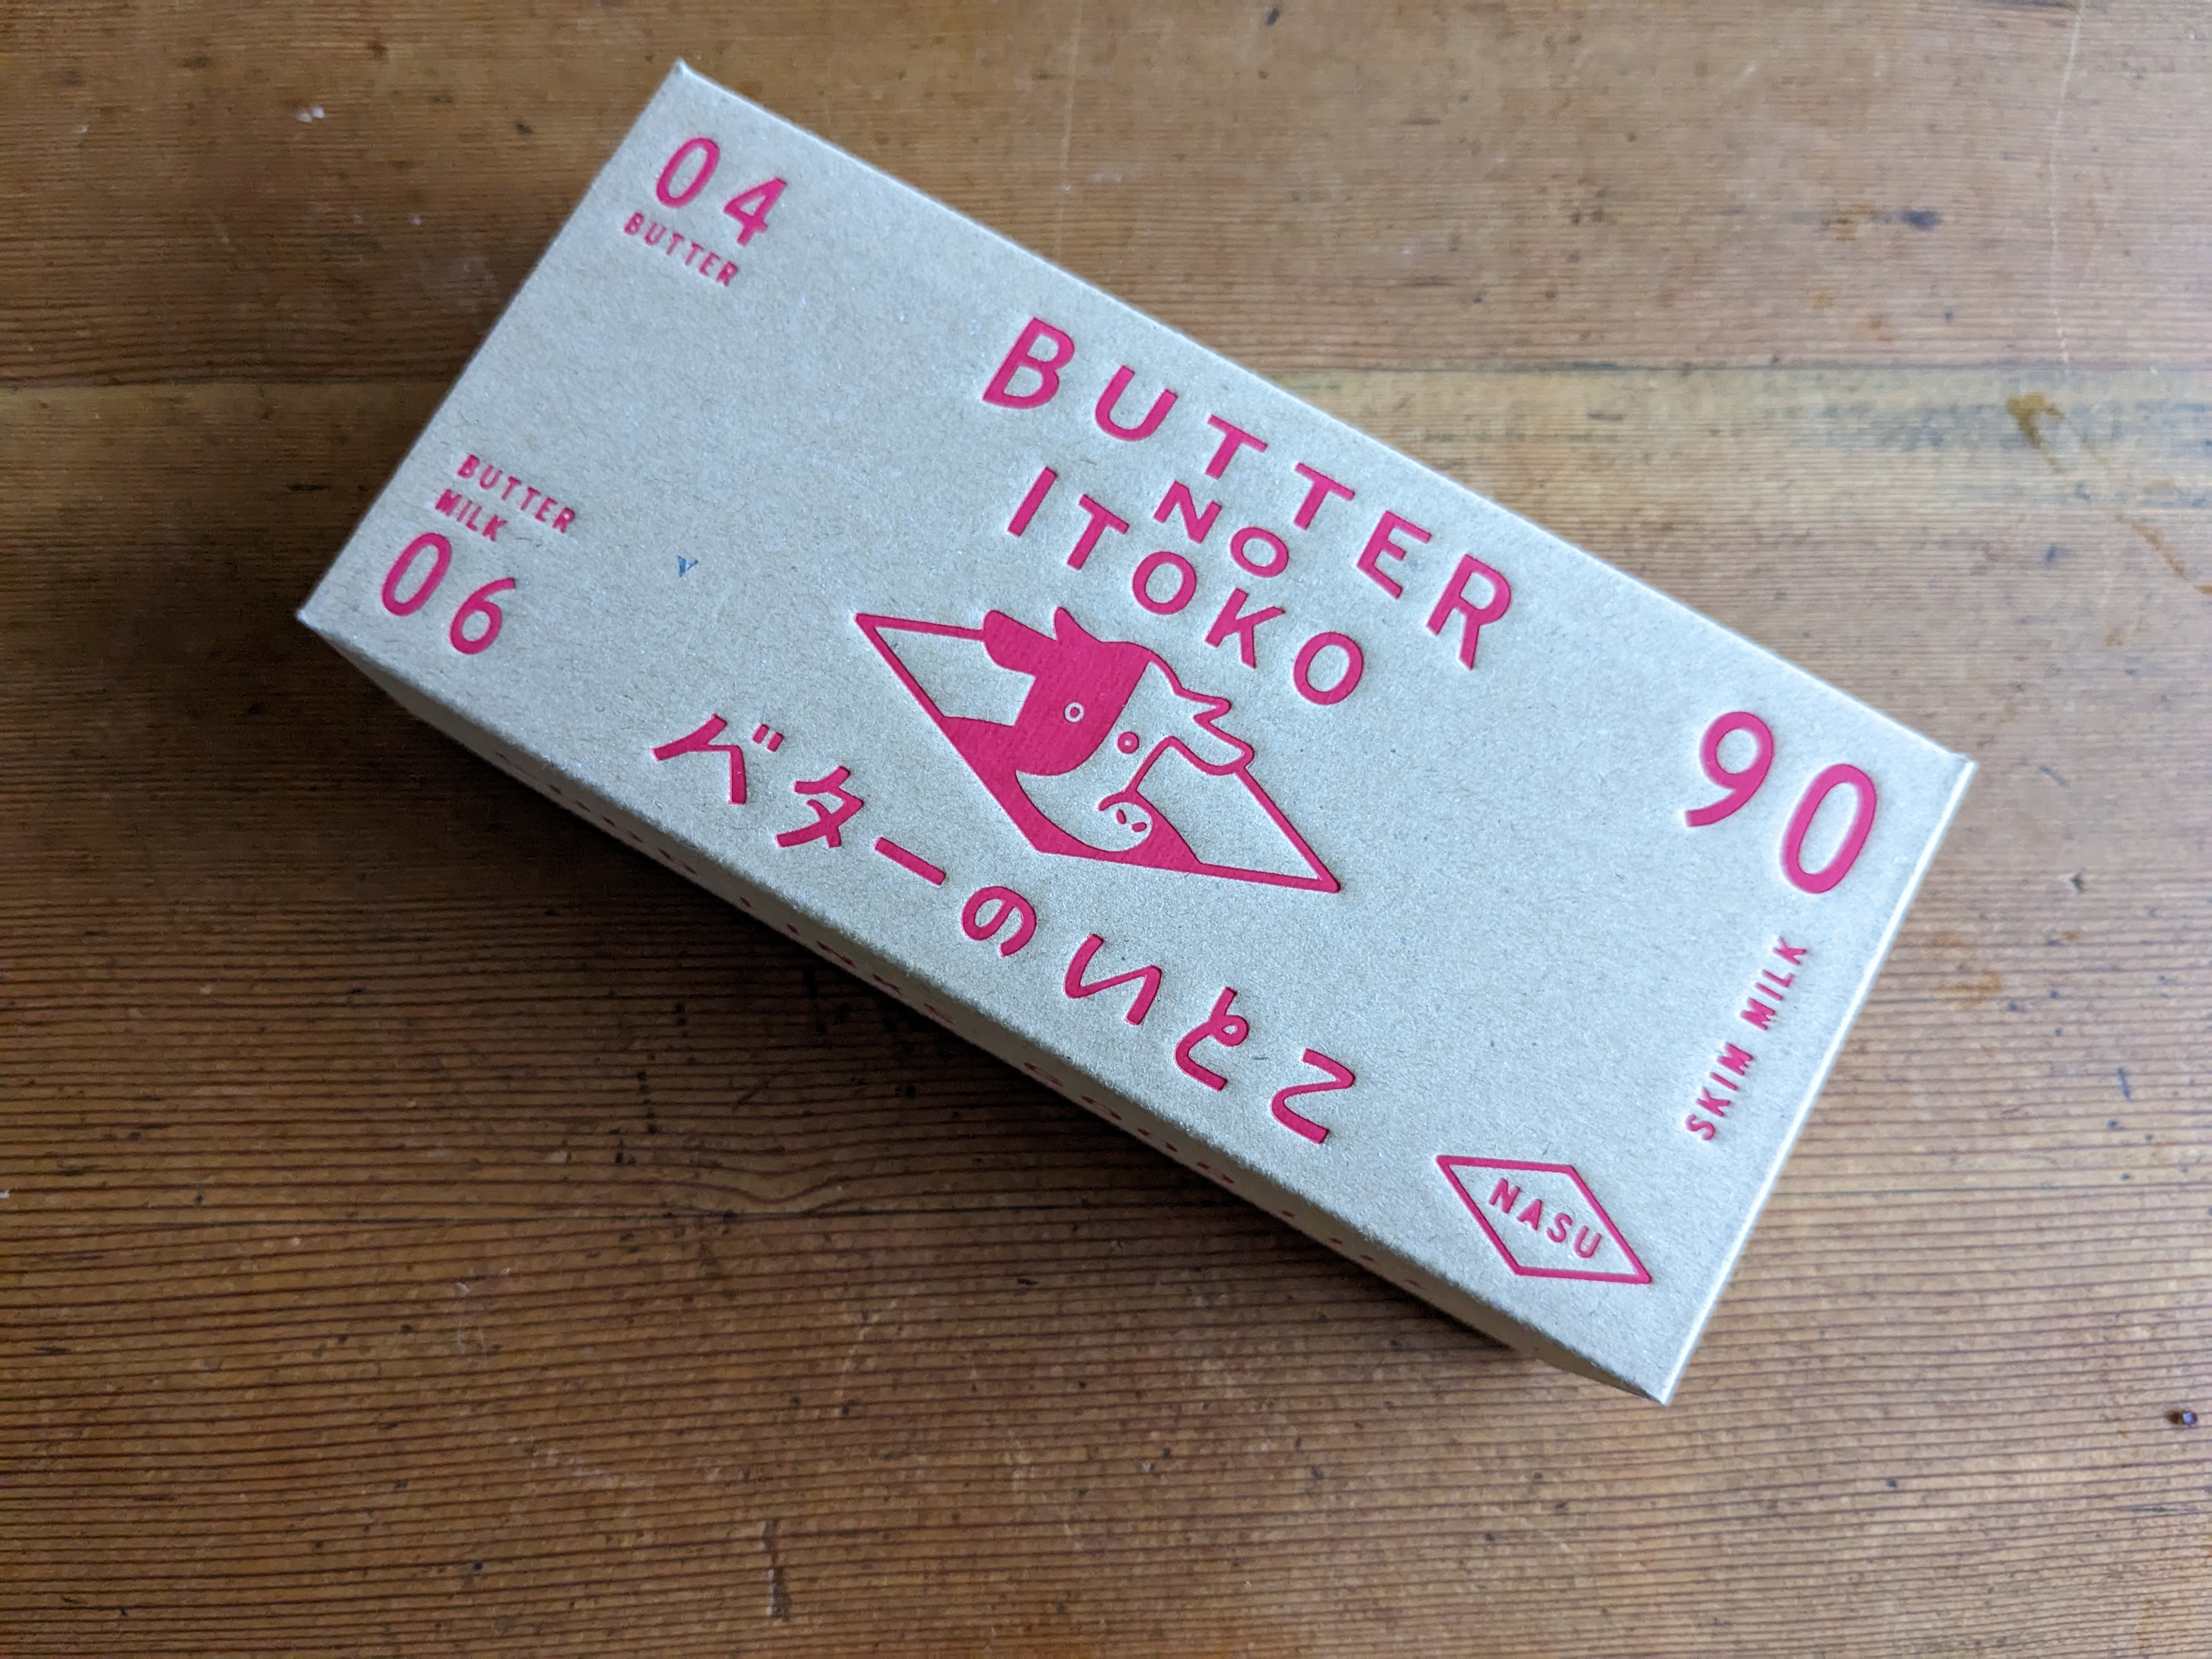 04
BUTTER
BUTTER
NO
ITOKO
90
SKIM MILK
BUTTER
MILK
06
バターのいとこ
NASU